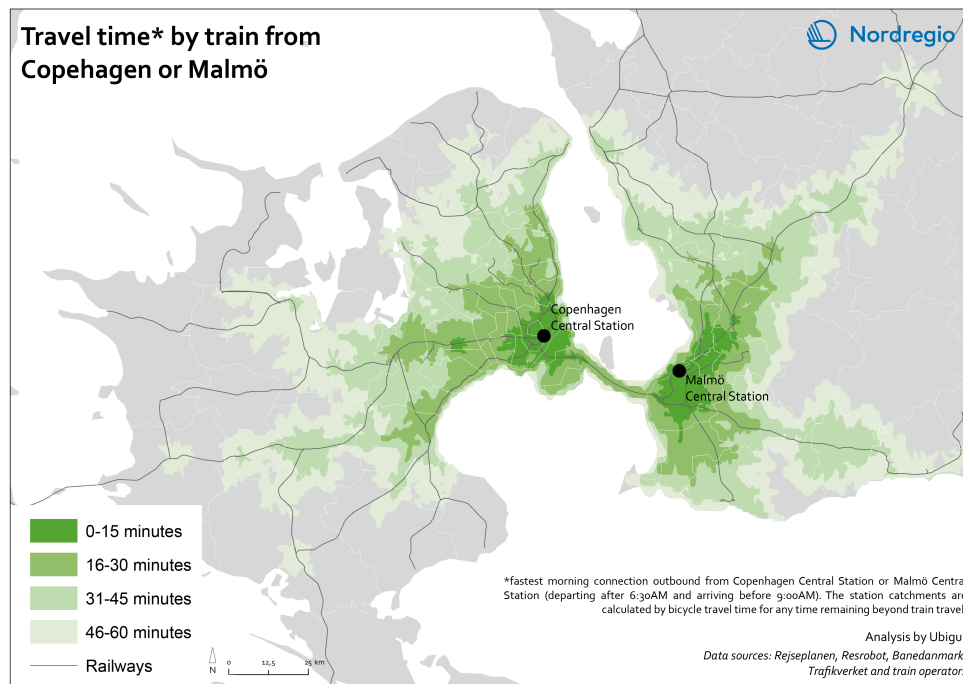 Travel time* by train from
Copehagen or Malmö
Nordregio
Copenhagen
Central Station
Malmö
Central Station
0-15 minutes
16-30 minutes
31-45 minutes
46-60 minutes
Railways
N
0 12,5 25 km
*fastest morning connection outbound from Copenhagen Central Station or Malmö Centra
Station (departing after 6:30AM and arriving before 9:00AM). The station catchments are
calculated by bicycle travel time for any time remaining beyond train travel
Analysis by Ubigu
Data sources: Rejseplanen, Resrobot, Banedanmark
Trafikverket and train operator